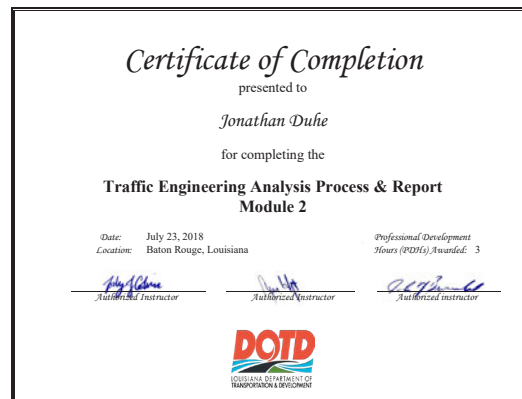 Certificate of Completion
presented to
Jonathan Duhe
for completing the
Traffic Engineering Analysis Process & Report
Module 2
Date: July 23, 2018
Location: Baton Rouge, Louisiana
Professional Development
Hours (PDHs) Awarded: 3
Authorized Instructor
Authorized Instructor
Authorized instructor
DOTD
LOUISIANA DEPARTMENT OF
TRANSPORTATION & DEVELOPMENT